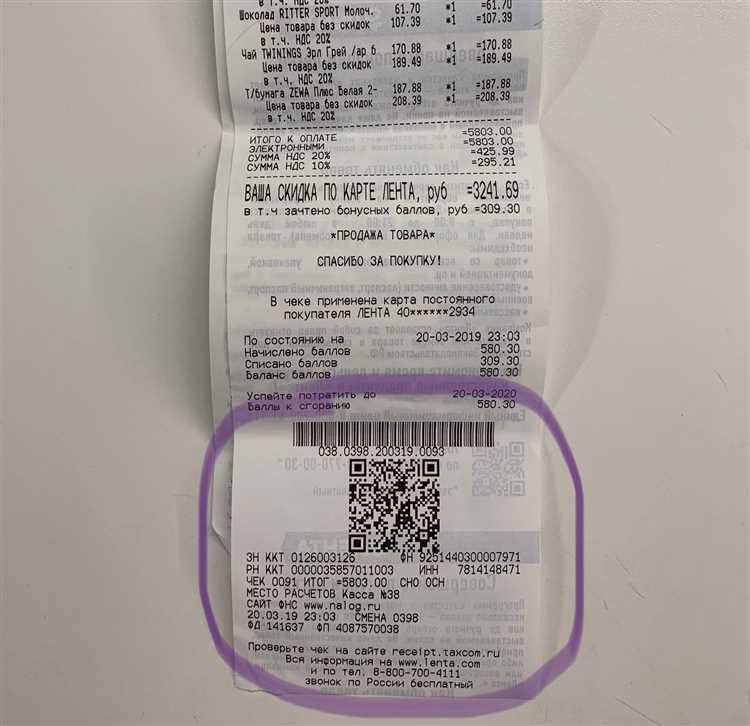 в т.ч. НДС 20%
Шоколад RITTER SPORT Молоч. 61.70 *1 =61.70
Цена товара без скидок 107.39 *1 =107.39
в т.ч. НДС 20%
Чай TWININGS Эрл Грей /ар б 170.88 *1 =170.88
Цена товара без скидок 189.49 *1 =189.49
в т.ч. НДС 20%
Т/бумага ZEWA Плюс Белая 2- 187.88 *1 =187.88
Цена товара без скидок 208.39 *1 =208.39
в т.ч. НДС 20%
ИТОГО К ОПЛАТЕ =5803.00
ЭЛЕКТРОННЫМИ =5803.00
СУММА НДС 20% =425.99
СУММА НДС 10% =295.21
ВАША СКИДКА ПО КАРТЕ ЛЕНТА, руб =3241.69
в т.ч зачтено бонусных баллов, руб =309.30
*ПРОДАЖА ТОВАРА*
СПАСИБО ЗА ПОКУПКУ!
В чеке применена карта постоянного
покупателя ЛЕНТА 40******2934
По состоянию на 20-03-2019 23:03
Начислено баллов 580.30
Списано баллов 309.30
Баланс баллов 580.30
Успейте потратить до 20-03-2020
Баллы к сгоранию 580.30
038.0398.200319.0093
ЗН ККТ 0126003126 ФН 9251440300007971
РН ККТ 0000035857011003 ИНН 7814148471
ЧЕК 0091 ИТОГ =5803.00 СНО ОСН
МЕСТО РАСЧЕТОВ Касса №38
САЙТ ФНС www.nalog.ru
20.03.19 23:03 СМЕНА 0398
ФД 141637 ФП 4087570038
Проверьте чек на сайте receipt.taxcom.ru
Вся информация на www.lenta.com
и по тел. 8-800-700-4111
звонок по России бесплатный